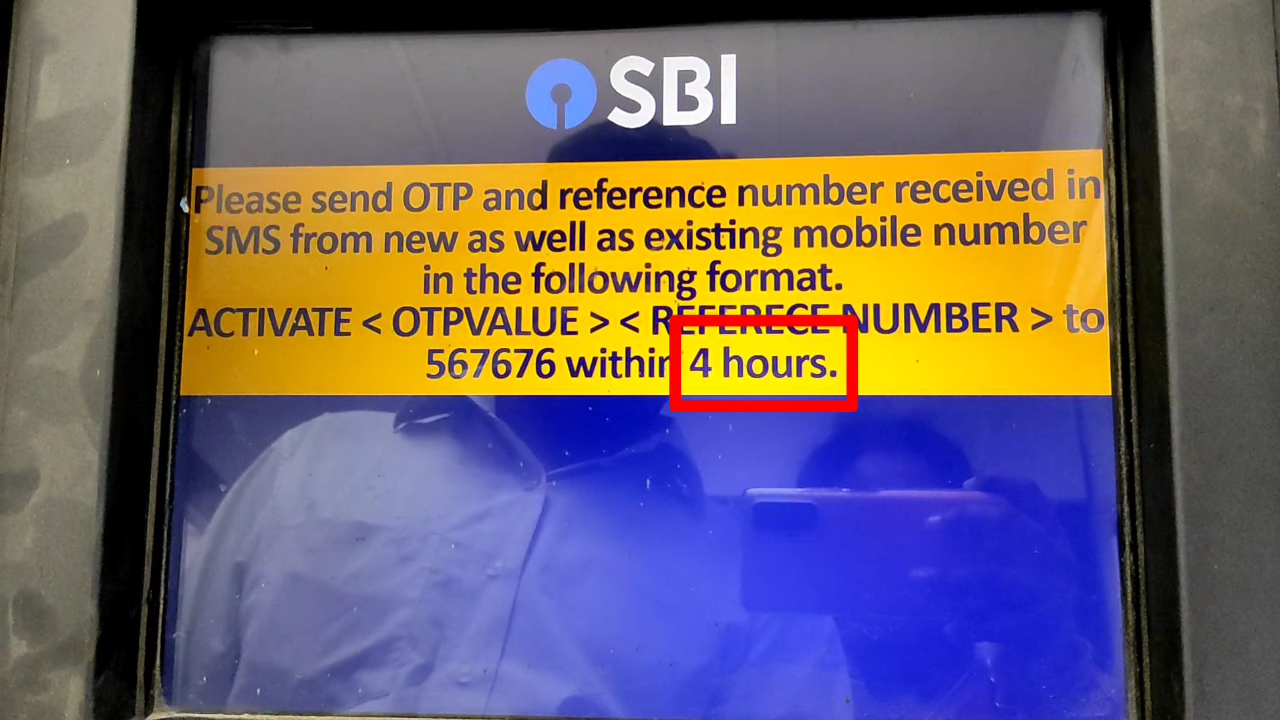 SBI
Please send OTP and reference number received in
SMS from new as well as existing mobile number
in the following format.
ACTIVATE < OTPVALUE > < REFERECE NUMBER > to
567676 within 4 hours.